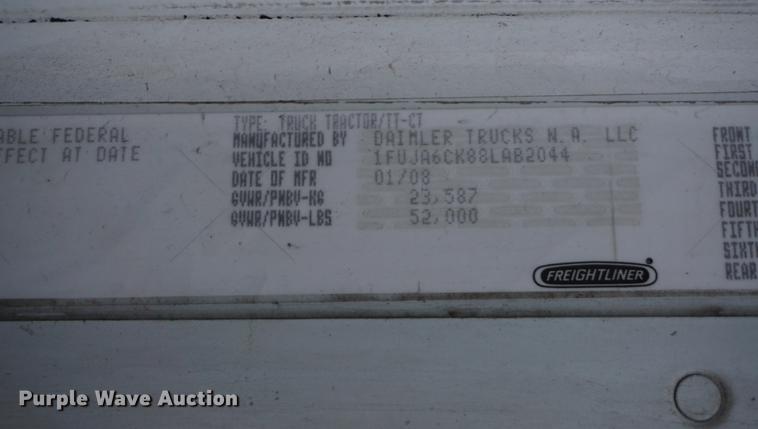 ABLE FEDERAL
FFECT AT DATE
TYPE: TRUCK TRACTOR/TT-CT
MANUFACTURED BY DAIMLER TRUCKS N.A. LLC
VEHICLE ID NO 1FUJA6CK88LAB2044
DATE OF MFR 01/08
GVWR/PNBV-KG 23,587
GVWR/PNBV-LBS 52,000
FRONT
FIRST
SECOND
THIRD
FOURT
FIFTH
SIXTH
REAR
FREIGHTLINER
Purple Wave Auction